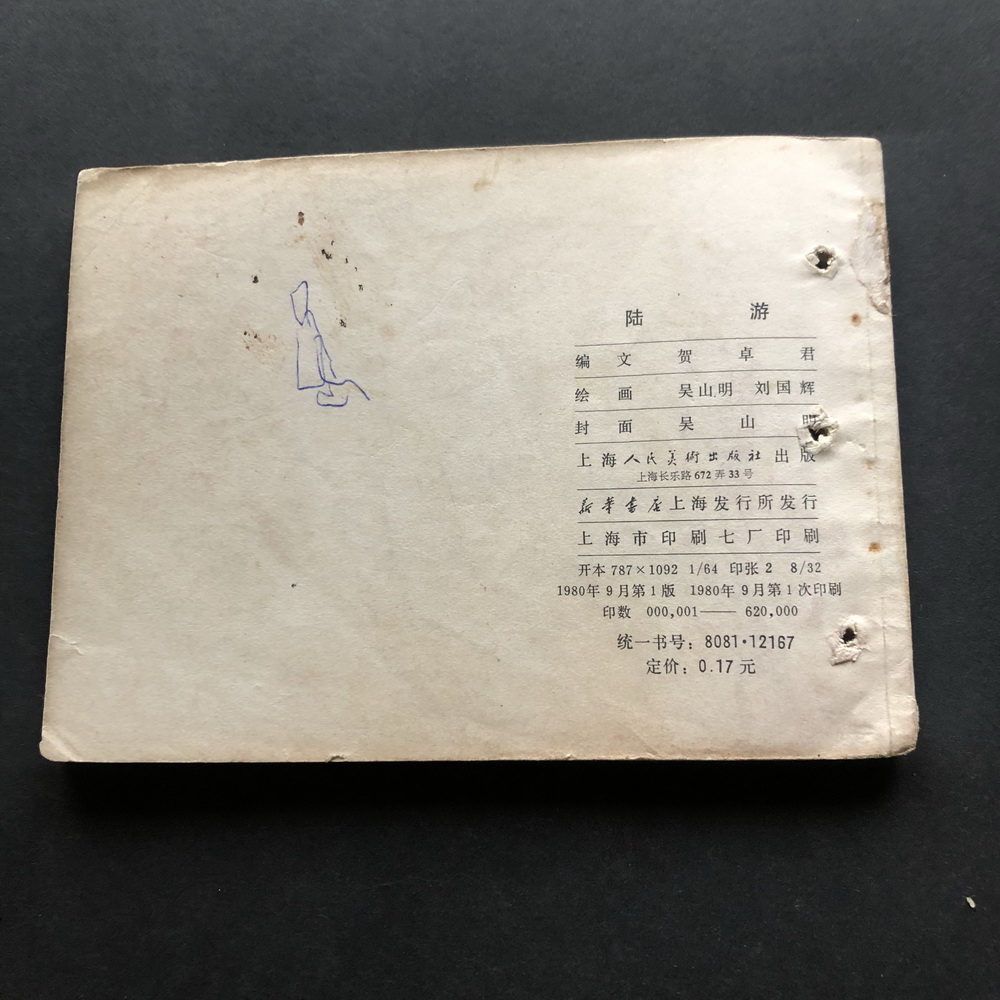 陆游
编文 贺卓君
绘画 吴山明 刘国辉
封面 吴山明
上海人民美術出版社出版
上海长乐路672弄33号
新華書店上海发行所发行
上海市印刷七厂印刷
开本 787×1092 1/64 印张 2 8/32
1980年9月第1版 1980年9月第1次印刷
印数 000,001—— 620,000
统一书号：8081·12167
定价：0.17元